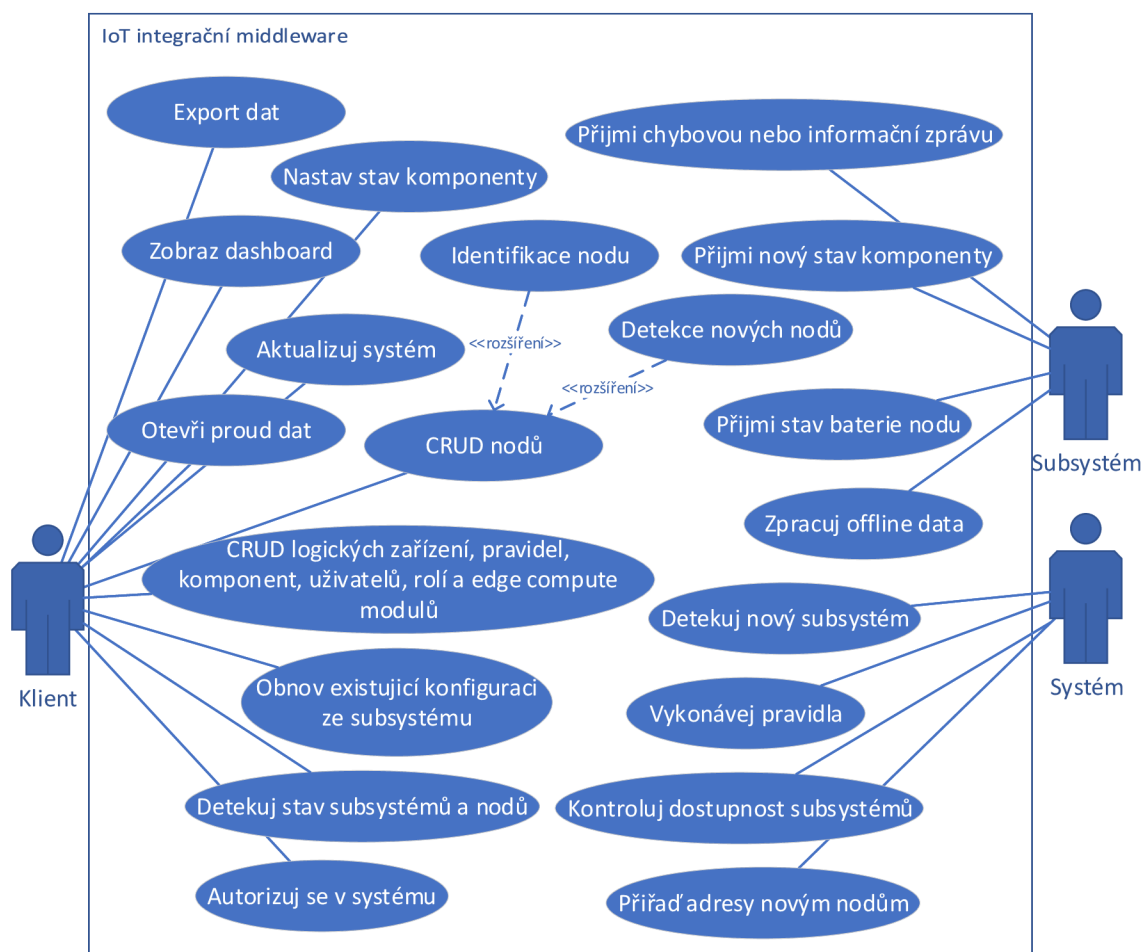 IoT integrační middleware
Export dat
Přijmi chybovou nebo informační zprávu
Nastav stav komponenty
Zobraz dashboard
Identifikace nodu
Přijmi nový stav komponenty
Detekce nových nodů
Aktualizuj systém
<<rozšíření>>
<<rozšíření>>
Otevři proud dat
CRUD nodů
Přijmi stav baterie nodu
Subsystém
Zpracuj offline data
CRUD logických zařízení, pravidel,
komponent, uživatelů, rolí a edge compute
modulů
Detekuj nový subsystém
Klient
Systém
Obnov existujicí konfiguraci
ze subsystému
Vykonávej pravidla
Detekuj stav subsystémů a nodů
Kontroluj dostupnost subsystémů
Autorizuj se v systému
Přiřaď adresy novým nodům